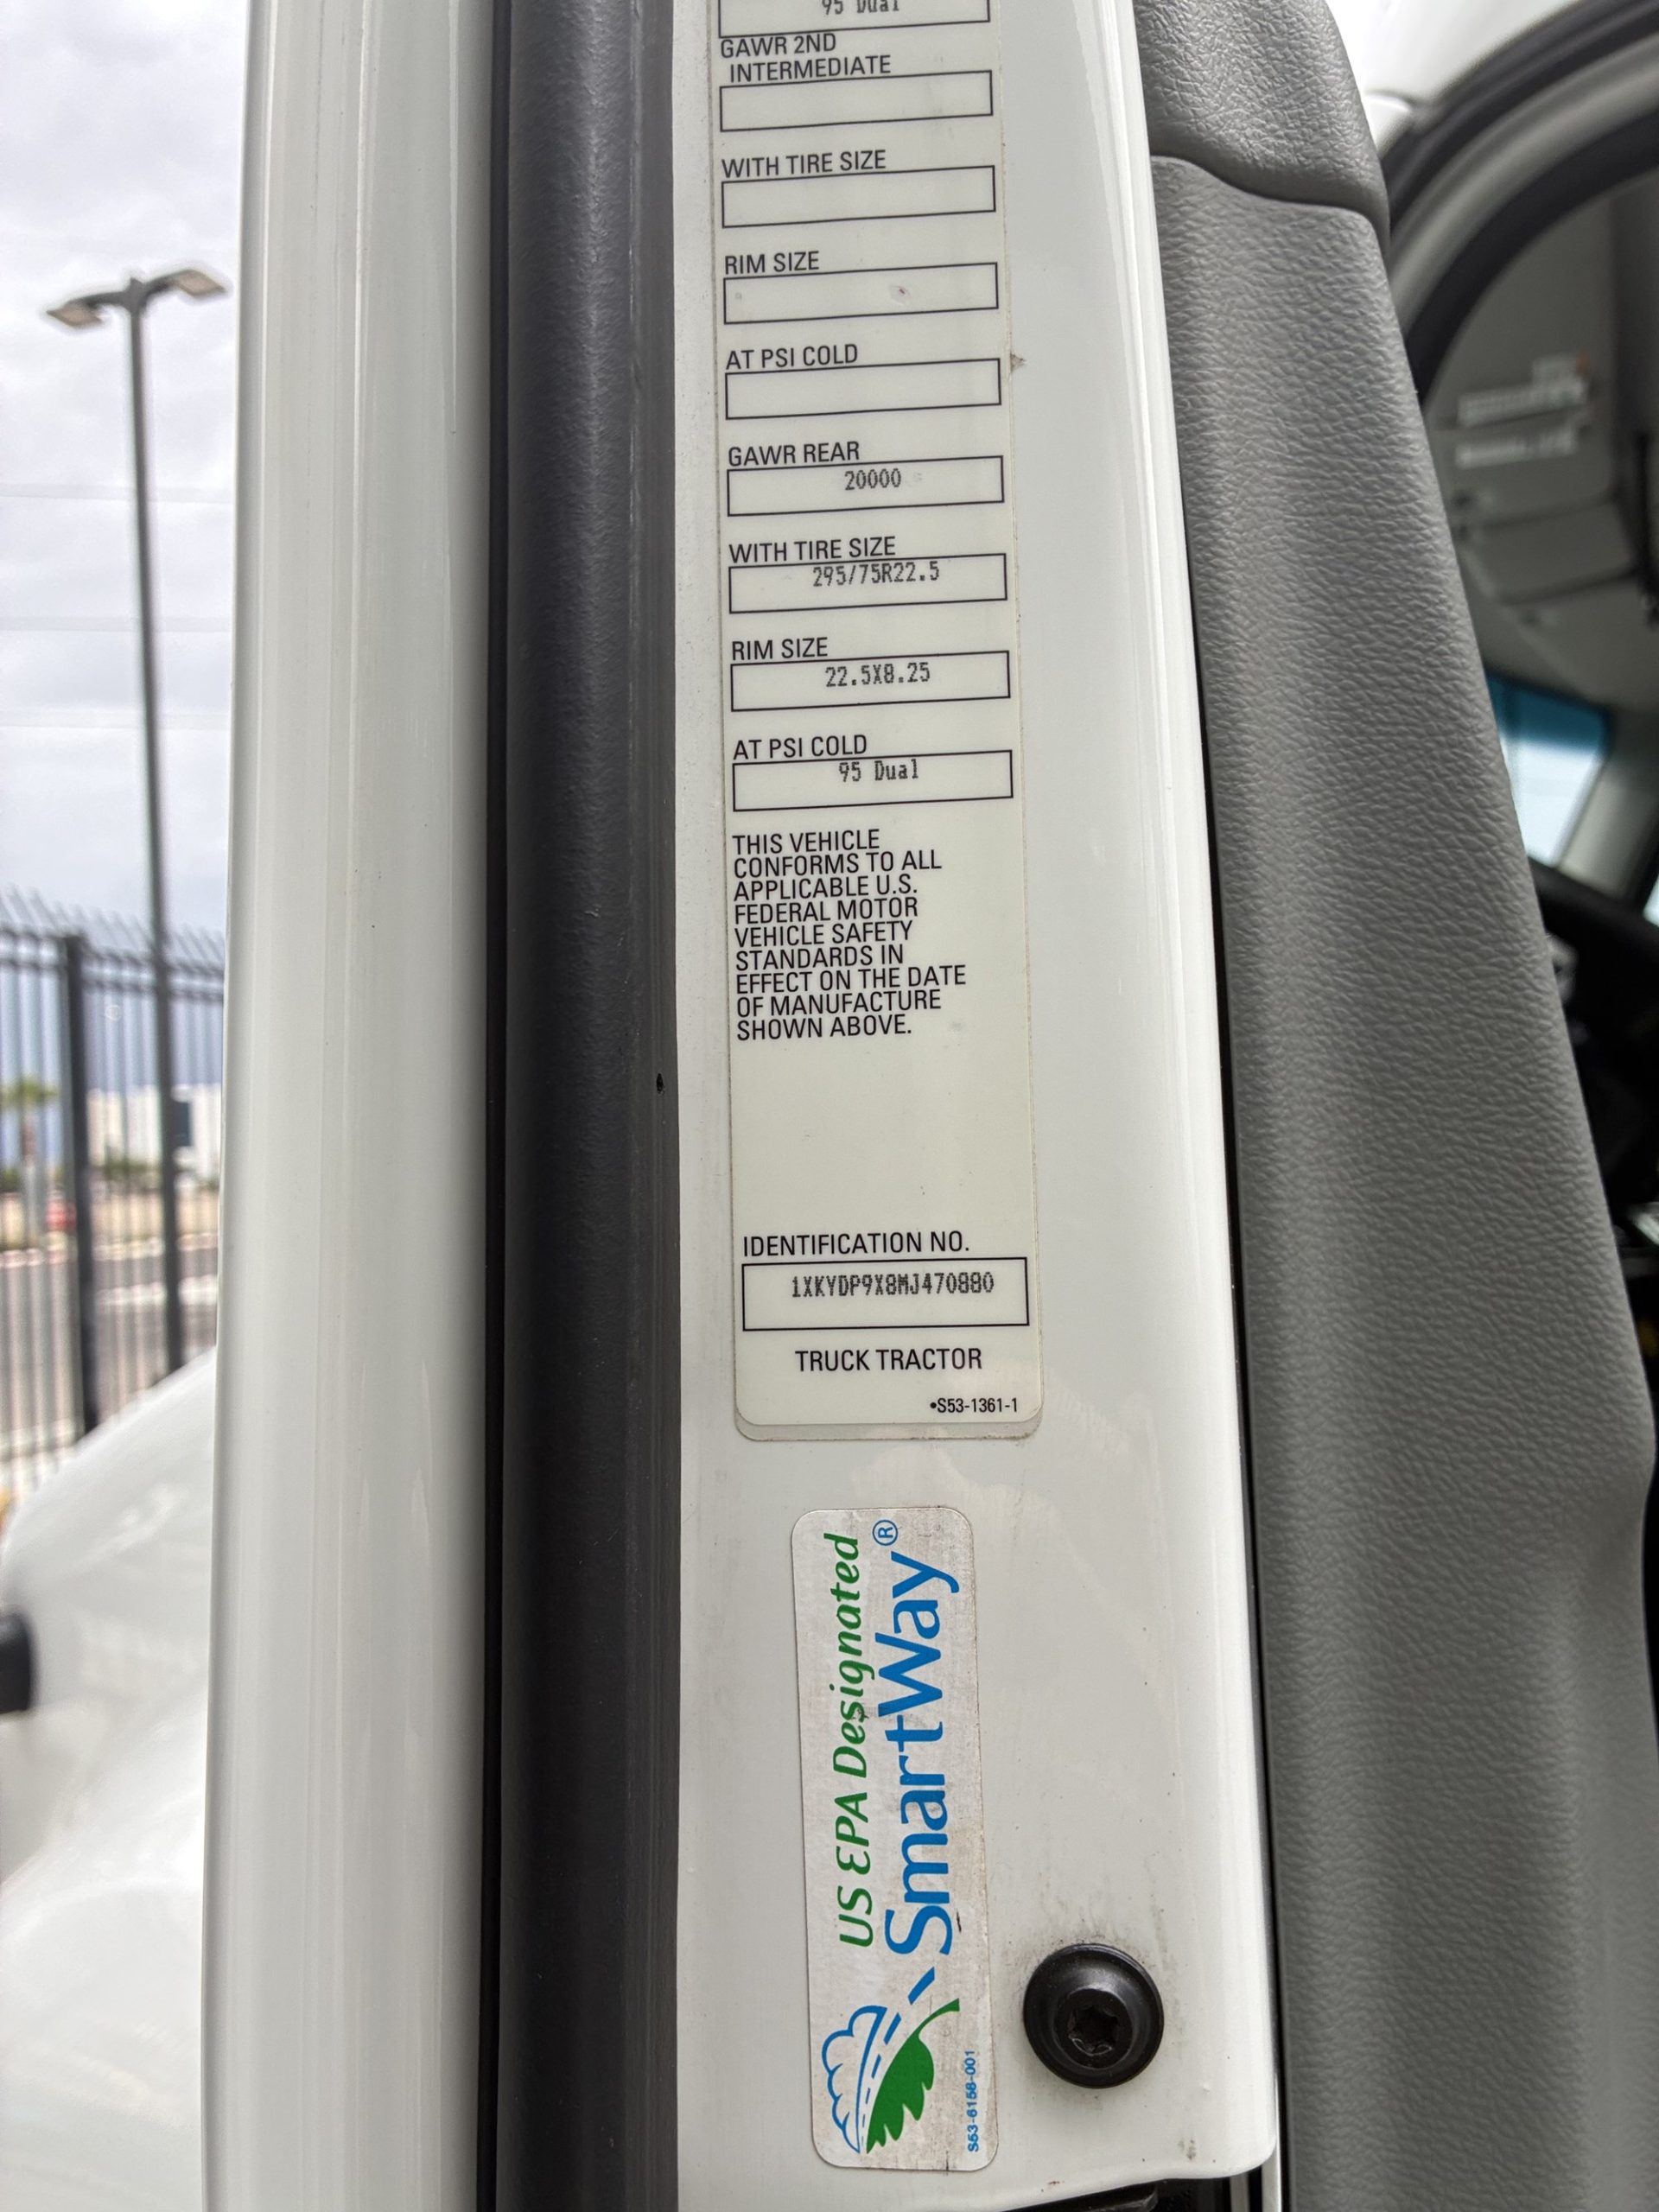 95 Dual
GAWR 2ND
INTERMEDIATE
WITH TIRE SIZE
RIM SIZE
AT PSI COLD
GAWR REAR
20000
WITH TIRE SIZE
295/75R22.5
RIM SIZE
22.5X8.25
AT PSI COLD
95 Dual
THIS VEHICLE
CONFORMS TO ALL
APPLICABLE U.S.
FEDERAL MOTOR
VEHICLE SAFETY
STANDARDS IN
EFFECT ON THE DATE
OF MANUFACTURE
SHOWN ABOVE.
IDENTIFICATION NO.
1XKYDP9X8MJ470880
TRUCK TRACTOR
•S53-1361-1
US EPA Designated
SmartWay®
S53-6158-001